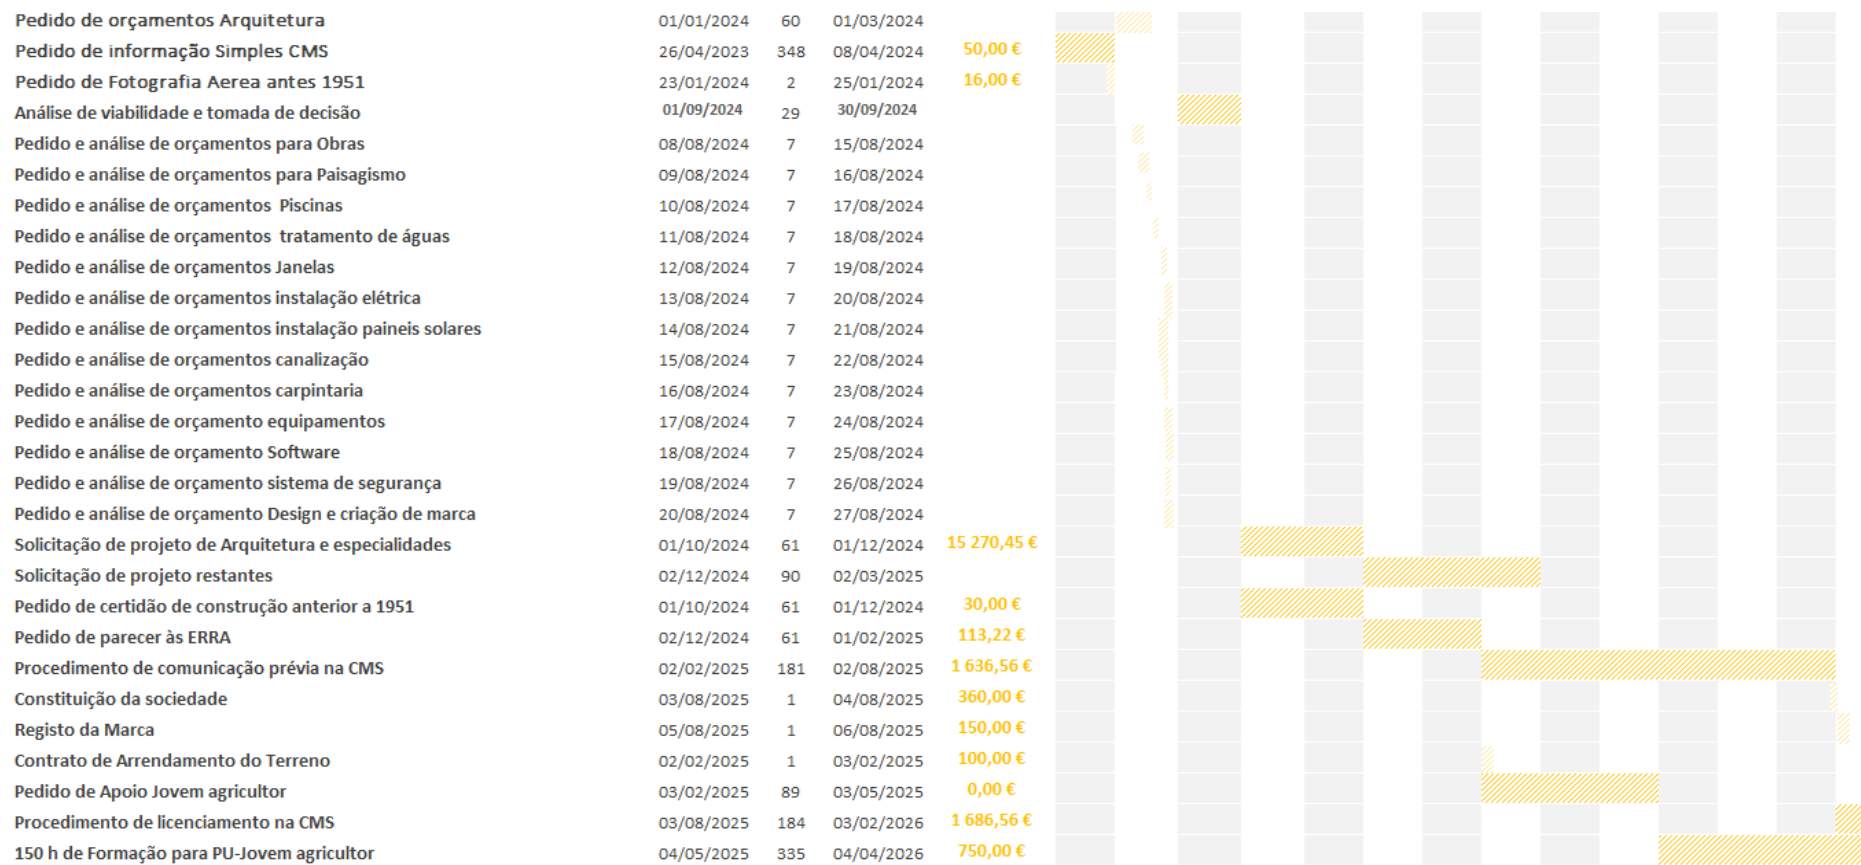 Pedido de orçamentos Arquitetura 01/01/2024 60 01/03/2024
Pedido de informação Simples CMS 26/04/2023 348 08/04/2024 50,00 €
Pedido de Fotografia Aerea antes 1951 23/01/2024 2 25/01/2024 16,00 €
Análise de viabilidade e tomada de decisão 01/09/2024 29 30/09/2024
Pedido e análise de orçamentos para Obras 08/08/2024 7 15/08/2024
Pedido e análise de orçamentos para Paisagismo 09/08/2024 7 16/08/2024
Pedido e análise de orçamentos Piscinas 10/08/2024 7 17/08/2024
Pedido e análise de orçamentos tratamento de águas 11/08/2024 7 18/08/2024
Pedido e análise de orçamentos Janelas 12/08/2024 7 19/08/2024
Pedido e análise de orçamentos instalação elétrica 13/08/2024 7 20/08/2024
Pedido e análise de orçamentos instalação paineis solares 14/08/2024 7 21/08/2024
Pedido e análise de orçamentos canalização 15/08/2024 7 22/08/2024
Pedido e análise de orçamentos carpintaria 16/08/2024 7 23/08/2024
Pedido e análise de orçamento equipamentos 17/08/2024 7 24/08/2024
Pedido e análise de orçamento Software 18/08/2024 7 25/08/2024
Pedido e análise de orçamento sistema de segurança 19/08/2024 7 26/08/2024
Pedido e análise de orçamento Design e criação de marca 20/08/2024 7 27/08/2024
Solicitação de projeto de Arquitetura e especialidades 01/10/2024 61 01/12/2024 15 270,45 €
Solicitação de projeto restantes 02/12/2024 90 02/03/2025
Pedido de certidão de construção anterior a 1951 01/10/2024 61 01/12/2024 30,00 €
Pedido de parecer às ERRA 02/12/2024 61 01/02/2025 113,22 €
Procedimento de comunicação prévia na CMS 02/02/2025 181 02/08/2025 1 636,56 €
Constituição da sociedade 03/08/2025 1 04/08/2025 360,00 €
Registo da Marca 05/08/2025 1 06/08/2025 150,00 €
Contrato de Arrendamento do Terreno 02/02/2025 1 03/02/2025 100,00 €
Pedido de Apoio Jovem agricultor 03/02/2025 89 03/05/2025 0,00 €
Procedimento de licenciamento na CMS 03/08/2025 184 03/02/2026 1 686,56 €
150 h de Formação para PU-Jovem agricultor 04/05/2025 335 04/04/2026 750,00 €